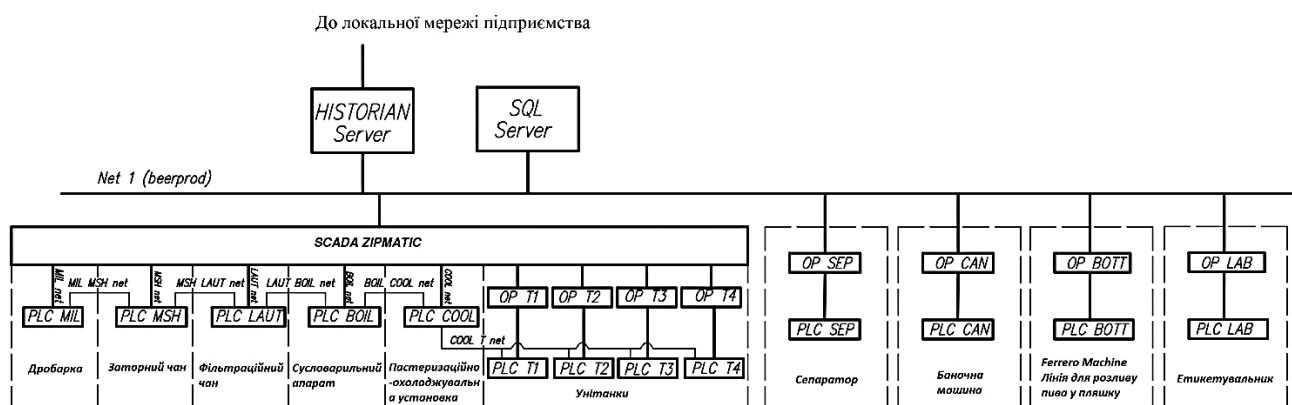 До локальної мережі підприємства
HISTORIAN
Server
SQL
Server
Net 1 (beerprod)
SCADA ZIPMATIC
MIL net
MIL MSH net
MSH net
MSH LAUT net
LAUT net
LAUT BOIL net
BOIL net
BOIL COOL net
COOL net
PLC MIL
PLC MSH
PLC LAUT
PLC BOIL
PLC COOL
COOL T net
OP T1
OP T2
OP T3
OP T4
PLC T1
PLC T2
PLC T3
PLC T4
OP SEP
OP CAN
OP BOTT
OP LAB
PLC SEP
PLC CAN
PLC BOTT
PLC LAB
Дробарка
Заторний чан
Фільтраційний
чан
Сусловарильний
апарат
Пастеризаційно
-охолоджувальн
а установка
Унітанки
Сепаратор
Баночна
машина
Ferrero Machine
Лінія для розливу
пива у пляшку
Етикетувальник